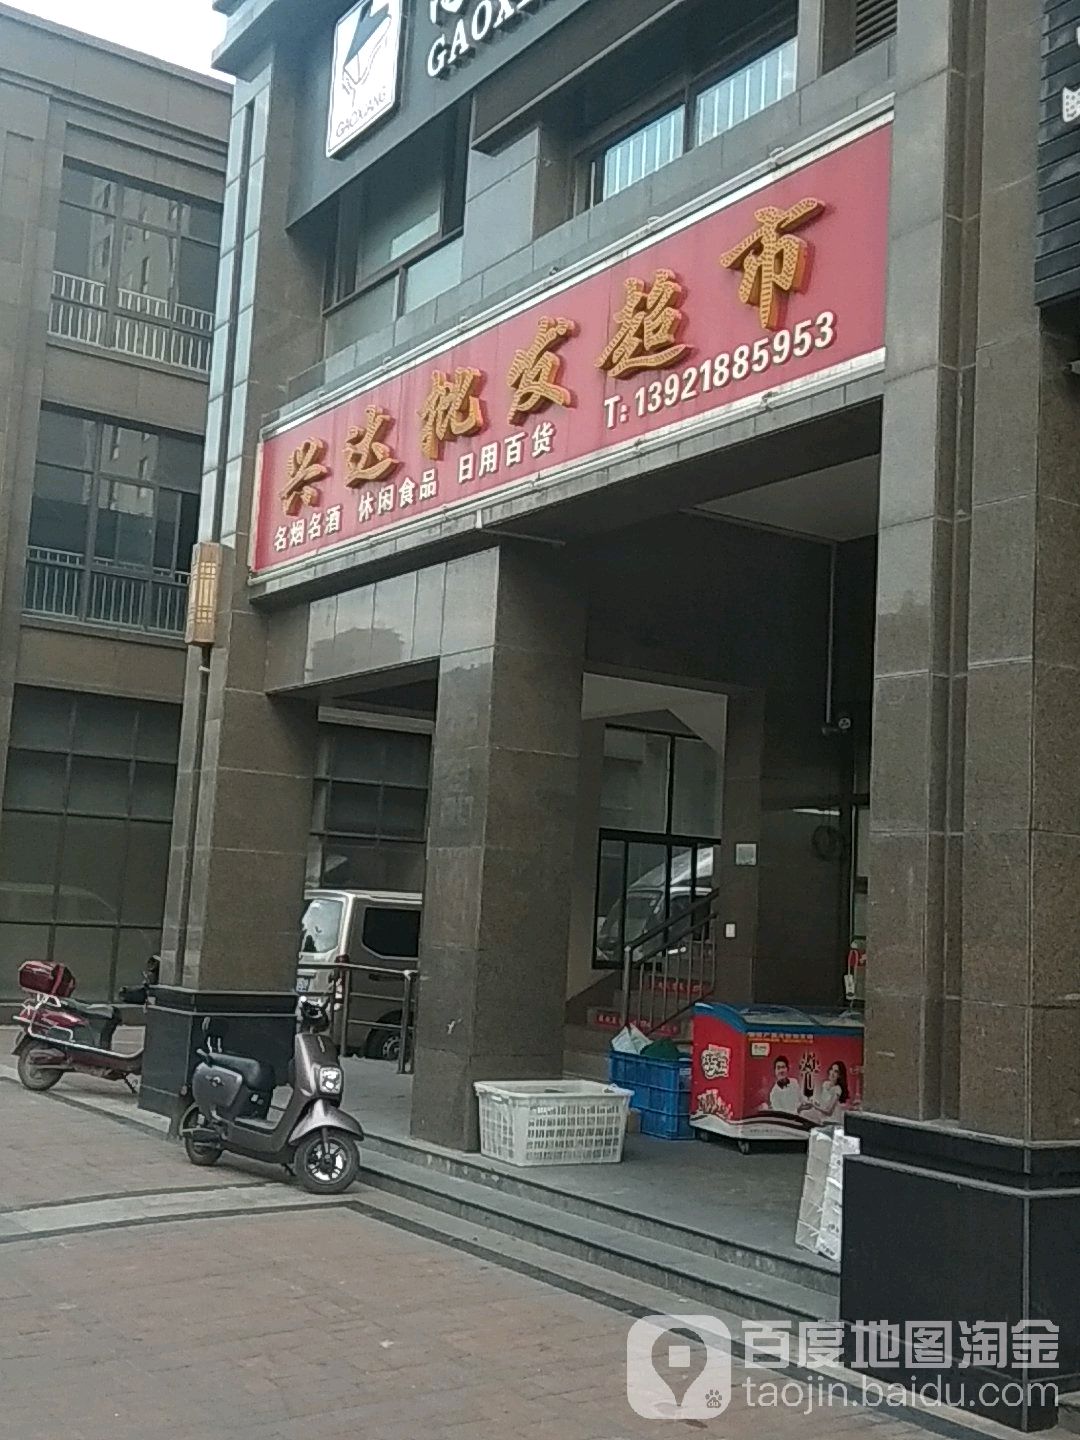 GAOXIANG
兴达批发超市
名烟名酒 休闲食品 日用百货 T: 13921885953
百度地图淘金
taojin.baidu.com